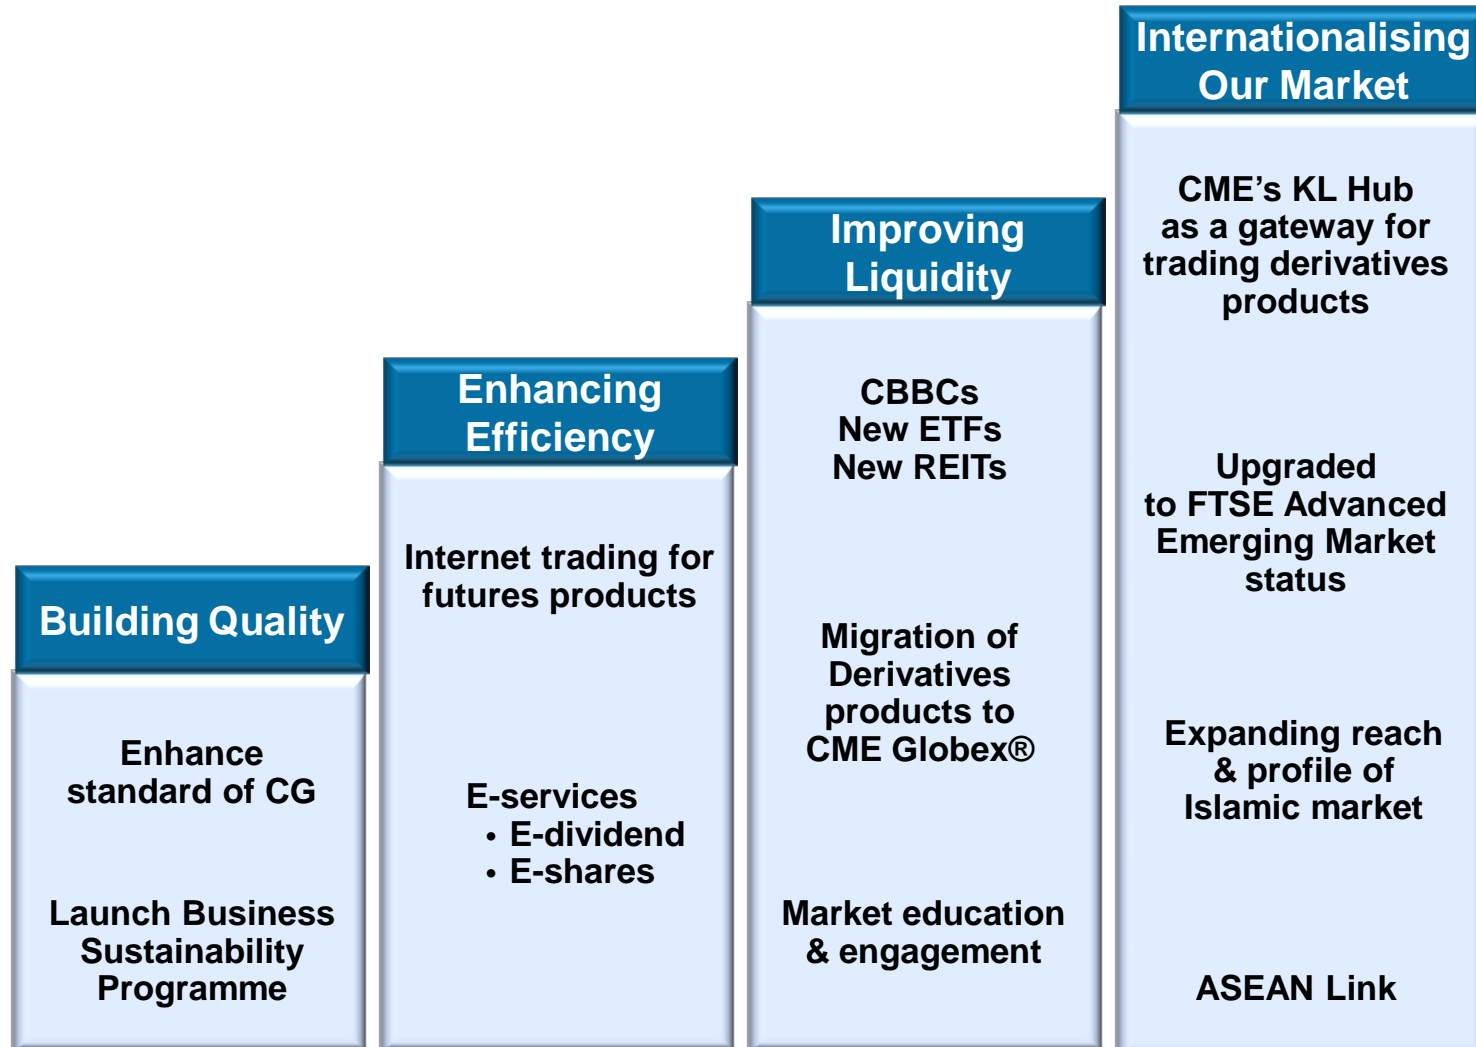 Building Quality
Enhance
standard of CG
Launch Business
Sustainability
Programme
Enhancing
Efficiency
Internet trading for
futures products
E-services
• E-dividend
• E-shares
Improving
Liquidity
CBBCs
New ETFs
New REITs
Migration of
Derivatives
products to
CME Globex®
Market education
& engagement
Internationalising
Our Market
CME’s KL Hub
as a gateway for
trading derivatives
products
Upgraded
to FTSE Advanced
Emerging Market
status
Expanding reach
& profile of
Islamic market
ASEAN Link